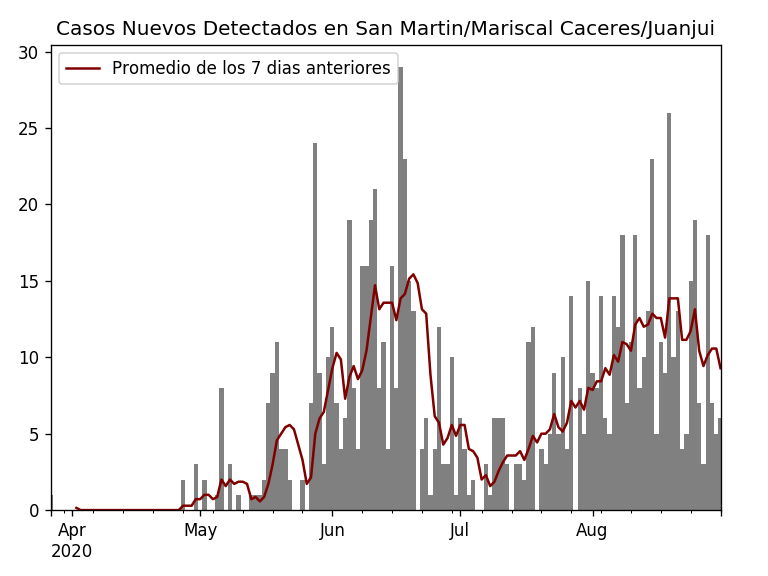 Casos Nuevos Detectados en San Martin/Mariscal Caceres/Juanjui
Promedio de los 7 dias anteriores
30
25
20
15
10
5
0
Apr May Jun Jul Aug
2020